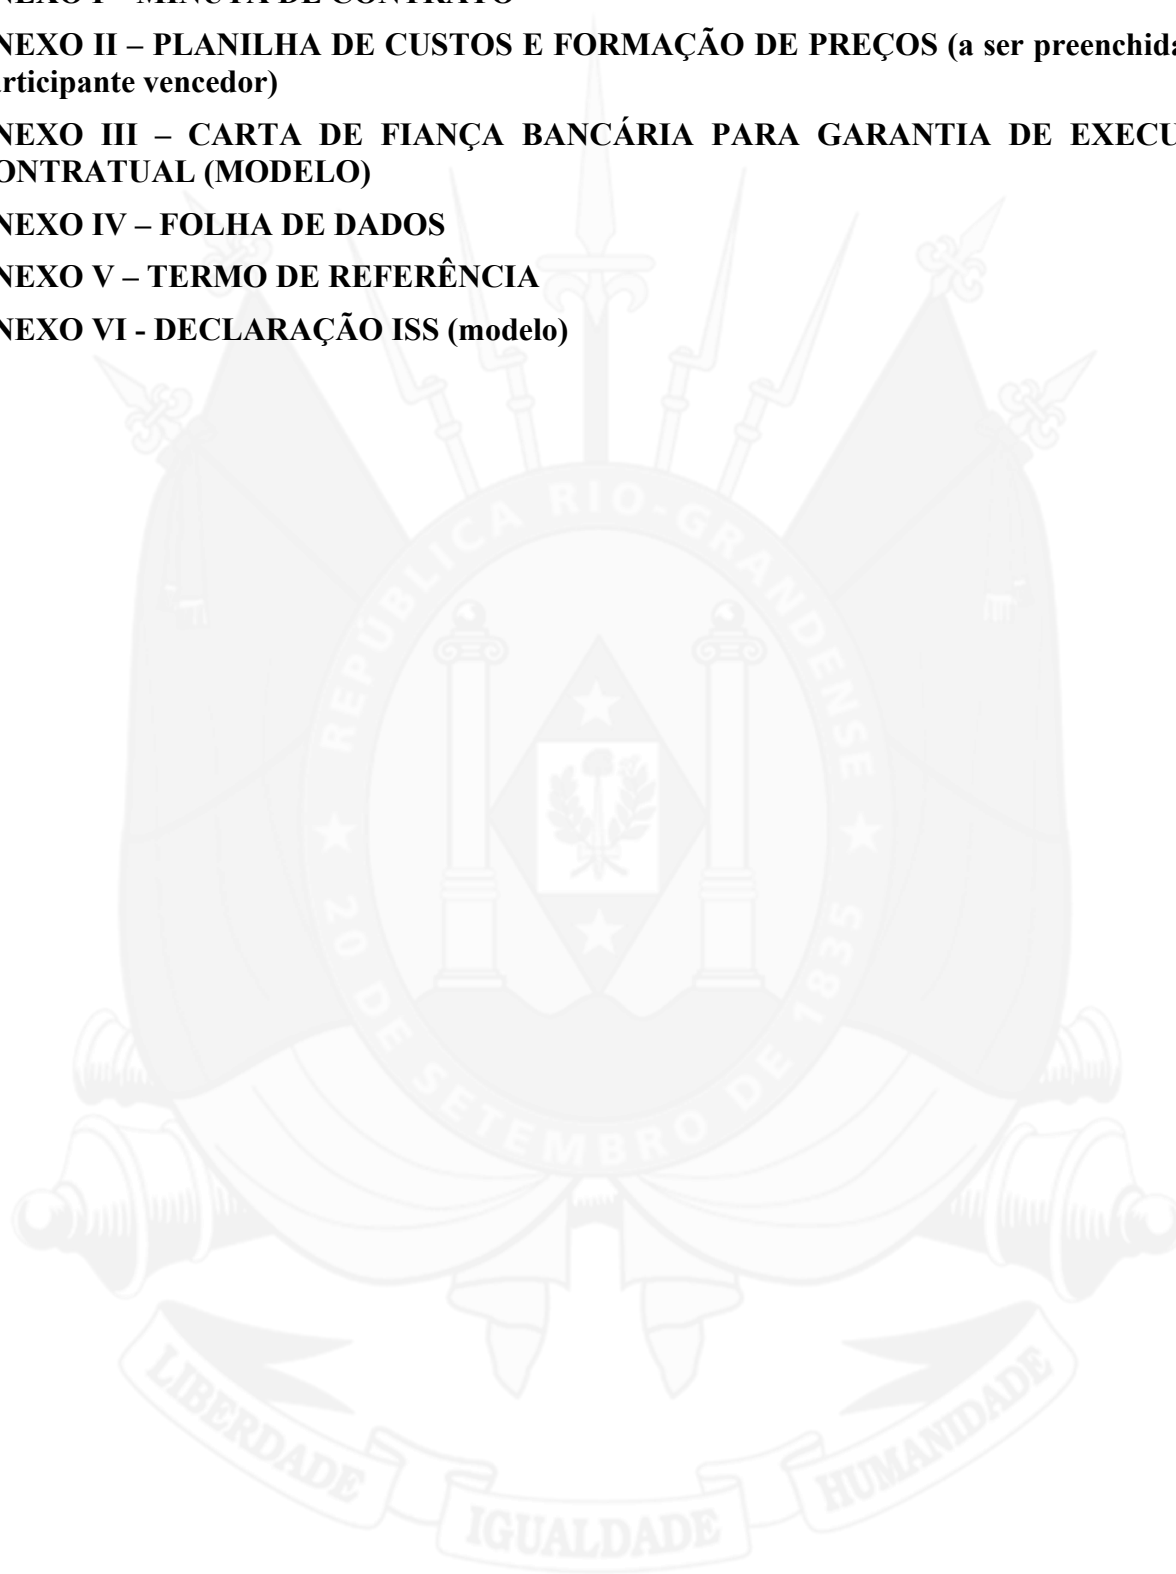 NEXO I - MINUTA DE CONTRATO
NEXO II – PLANILHA DE CUSTOS E FORMAÇÃO DE PREÇOS (a ser preenchida
rticipante vencedor)
NEXO III – CARTA DE FIANÇA BANCÁRIA PARA GARANTIA DE EXECU
ONTRATUAL (MODELO)
NEXO IV – FOLHA DE DADOS
NEXO V – TERMO DE REFERÊNCIA
NEXO VI - DECLARAÇÃO ISS (modelo)
REPÚBLICA RIO-GRANDENSE
20 DE SETEMBRO DE 1835
LIBERDADE
IGUALDADE
HUMANIDADE